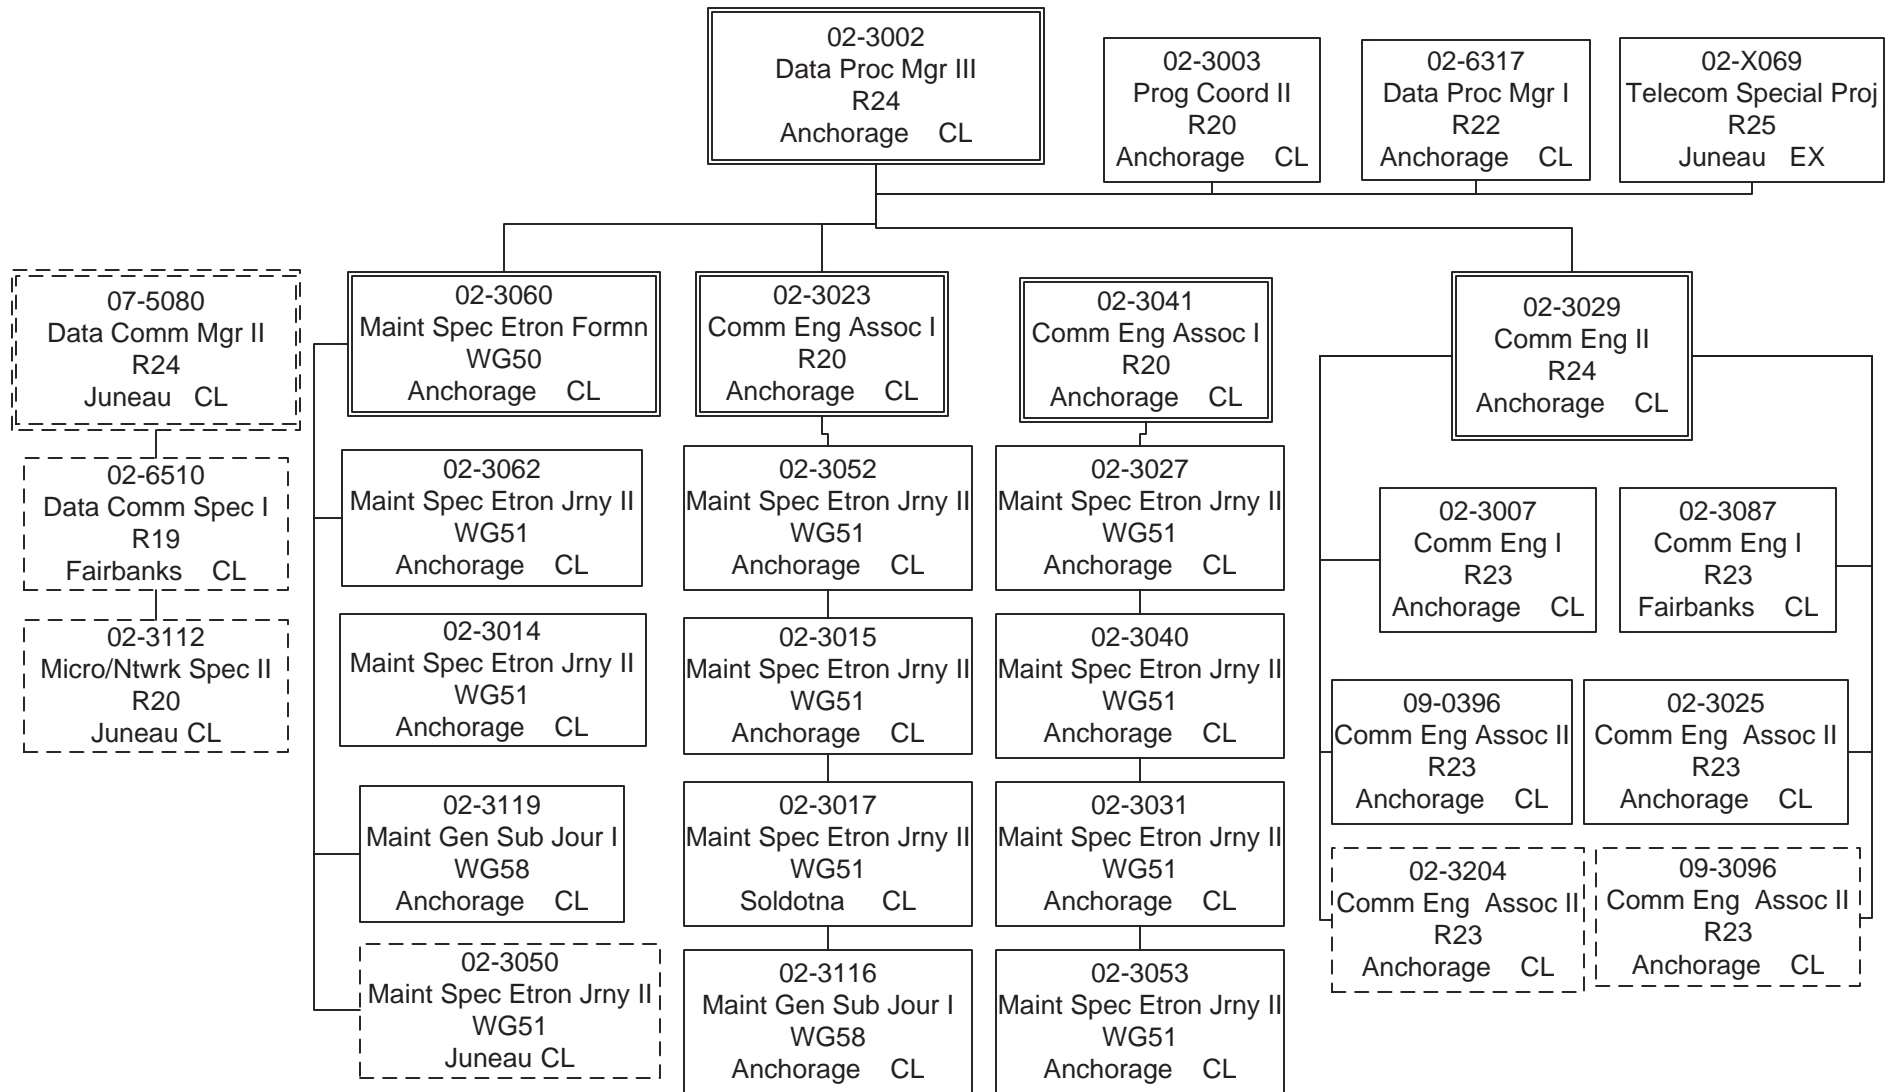 02-3002
Data Proc Mgr III
R24
Anchorage CL
02-3003
Prog Coord II
R20
Anchorage CL
02-6317
Data Proc Mgr I
R22
Anchorage CL
02-X069
Telecom Special Proj
R25
Juneau EX
07-5080
Data Comm Mgr II
R24
Juneau CL
02-6510
Data Comm Spec I
R19
Fairbanks CL
02-3112
Micro/Ntwrk Spec II
R20
Juneau CL
02-3060
Maint Spec Etron Formn
WG50
Anchorage CL
02-3062
Maint Spec Etron Jrny II
WG51
Anchorage CL
02-3014
Maint Spec Etron Jrny II
WG51
Anchorage CL
02-3119
Maint Gen Sub Jour I
WG58
Anchorage CL
02-3050
Maint Spec Etron Jrny II
WG51
Juneau CL
02-3023
Comm Eng Assoc I
R20
Anchorage CL
02-3052
Maint Spec Etron Jrny II
WG51
Anchorage CL
02-3015
Maint Spec Etron Jrny II
WG51
Anchorage CL
02-3017
Maint Spec Etron Jrny II
WG51
Soldotna CL
02-3116
Maint Gen Sub Jour I
WG58
Anchorage CL
02-3041
Comm Eng Assoc I
R20
Anchorage CL
02-3027
Maint Spec Etron Jrny II
WG51
Anchorage CL
02-3040
Maint Spec Etron Jrny II
WG51
Anchorage CL
02-3031
Maint Spec Etron Jrny II
WG51
Anchorage CL
02-3053
Maint Spec Etron Jrny II
WG51
Anchorage CL
02-3029
Comm Eng II
R24
Anchorage CL
02-3007
Comm Eng I
R23
Anchorage CL
02-3087
Comm Eng I
R23
Fairbanks CL
09-0396
Comm Eng Assoc II
R23
Anchorage CL
02-3025
Comm Eng Assoc II
R23
Anchorage CL
02-3204
Comm Eng Assoc II
R23
Anchorage CL
09-3096
Comm Eng Assoc II
R23
Anchorage CL